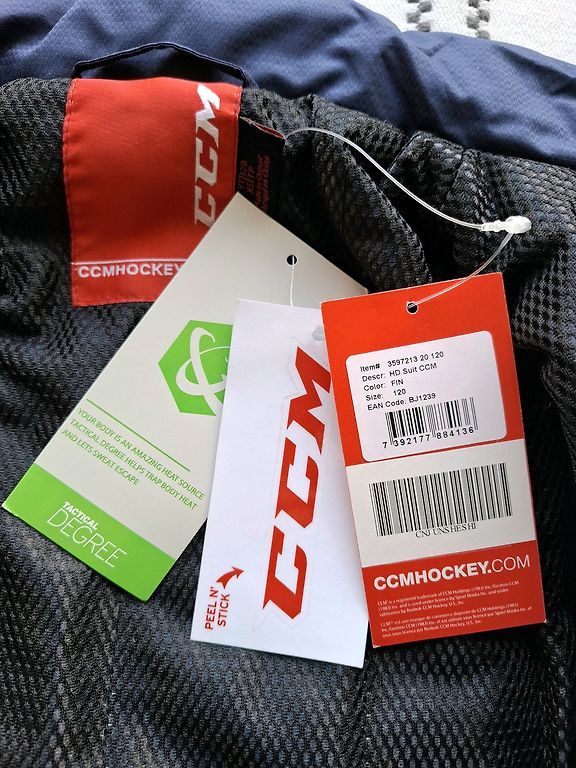 CCM
CCMHOCKEY
YOUR BODY IS AN AMAZING HEAT SOURCE
TACTICAL DEGREE HELPS TRAP BODY HEAT
AND LETS SWEAT ESCAPE
TACTICAL
DEGREE
CCM
PEEL N'
STICK
Item# 3597213 20 120
Descr: HD Suit CCM
Color: FIN
Size: 120
EAN Code: BJ1239
7 392177 884136
CNJ UNSHESHI
CCMHOCKEY.COM